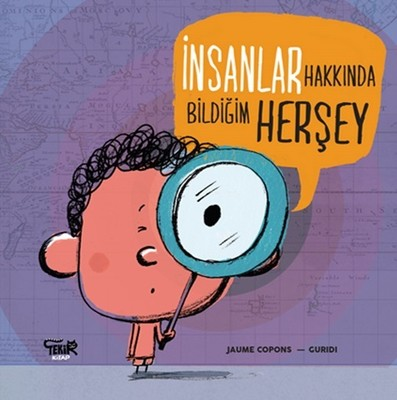 İNSANLAR HAKKINDA
BİLDİĞİM HERŞEY
TEKİR
KİTAP
JAUME COPONS — GURIDI